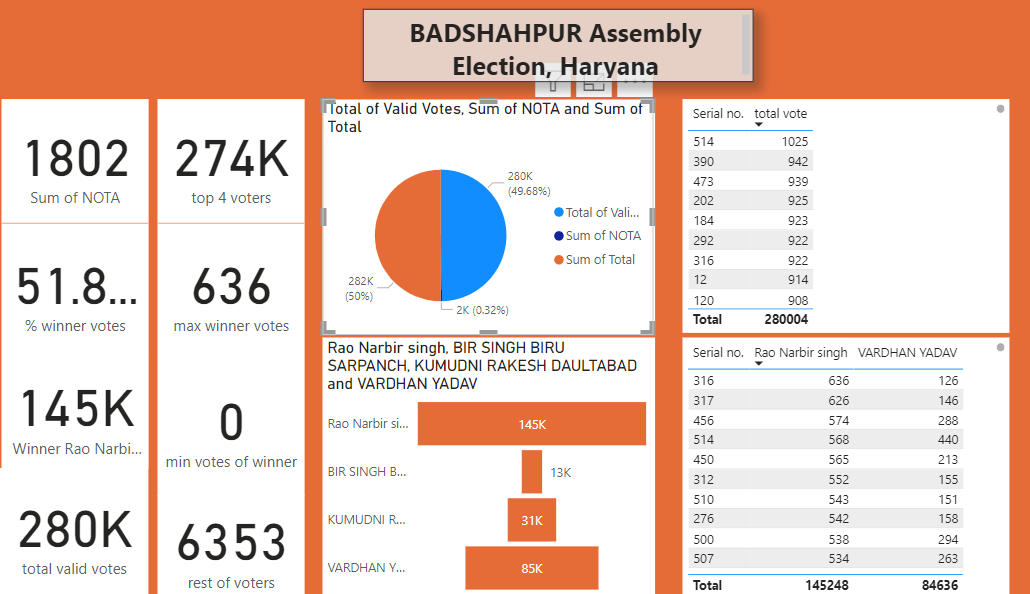 BADSHAHPUR Assembly
Election, Haryana
1802
Sum of NOTA
274K
top 4 voters
51.8...
% winner votes
636
max winner votes
145K
Winner Rao Narbi...
0
min votes of winner
280K
total valid votes
6353
rest of voters
Total of Valid Votes, Sum of NOTA and Sum of
Total
280K
(49.68%)
282K
(50%)
2K (0.32%)
Total of Vali...
Sum of NOTA
Sum of Total
Rao Narbir singh, BIR SINGH BIRU
SARPANCH, KUMUDNI RAKESH DAULTABAD
and VARDHAN YADAV
Rao Narbir si... 145K
BIR SINGH B... 13K
KUMUDNI R... 31K
VARDHAN Y... 85K
Serial no. total vote
514 1025
390 942
473 939
202 925
184 923
292 922
316 922
12 914
120 908
Total 280004
Serial no. Rao Narbir singh VARDHAN YADAV
316 636 126
317 626 146
456 574 288
514 568 440
450 565 213
312 552 155
510 543 151
276 542 158
500 538 294
507 534 263
Total 145248 84636